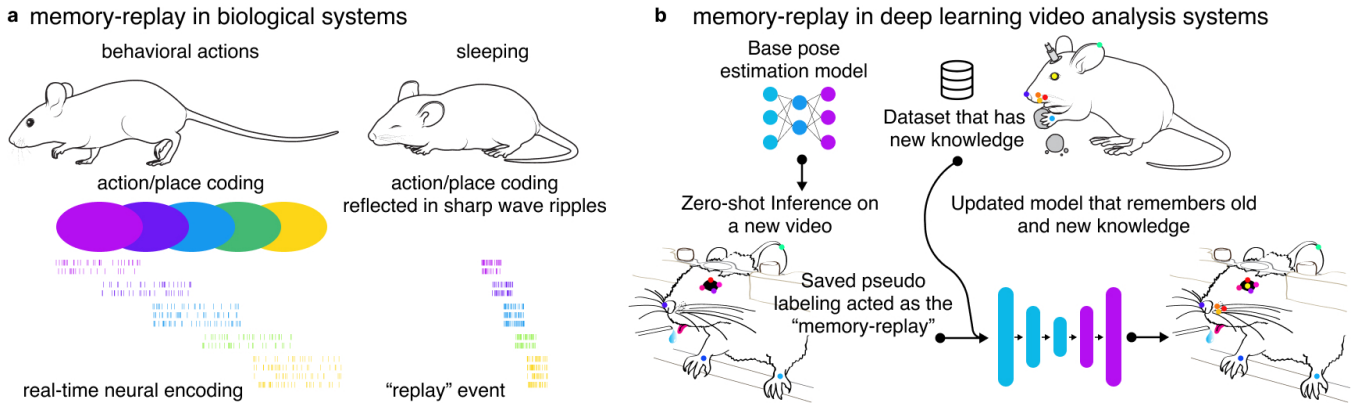 a memory-replay in biological systems
behavioral actions
sleeping
action/place coding
action/place coding
reflected in sharp wave ripples
real-time neural encoding
“replay” event
b memory-replay in deep learning video analysis systems
Base pose
estimation model
Dataset that has
new knowledge
Zero-shot Inference on
a new video
Updated model that remembers old
and new knowledge
Saved pseudo
labeling acted as the
“memory-replay”